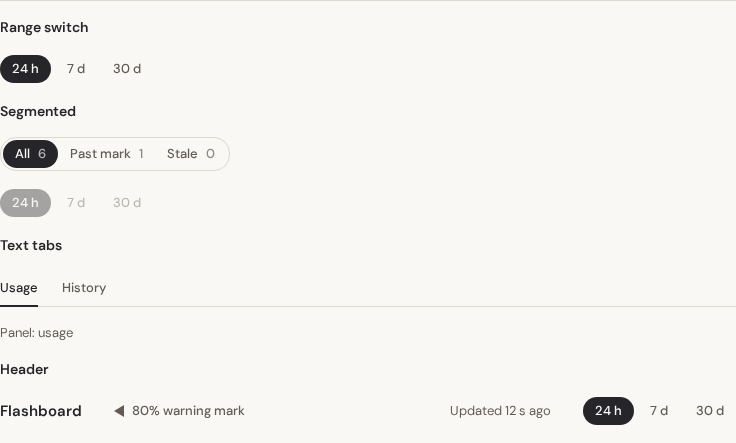 Range switch
24 h 7 d 30 d
Segmented
All 6 Past mark 1 Stale 0
24 h 7 d 30 d
Text tabs
Usage History
Panel: usage
Header
Flashboard 80% warning mark Updated 12 s ago 24 h 7 d 30 d